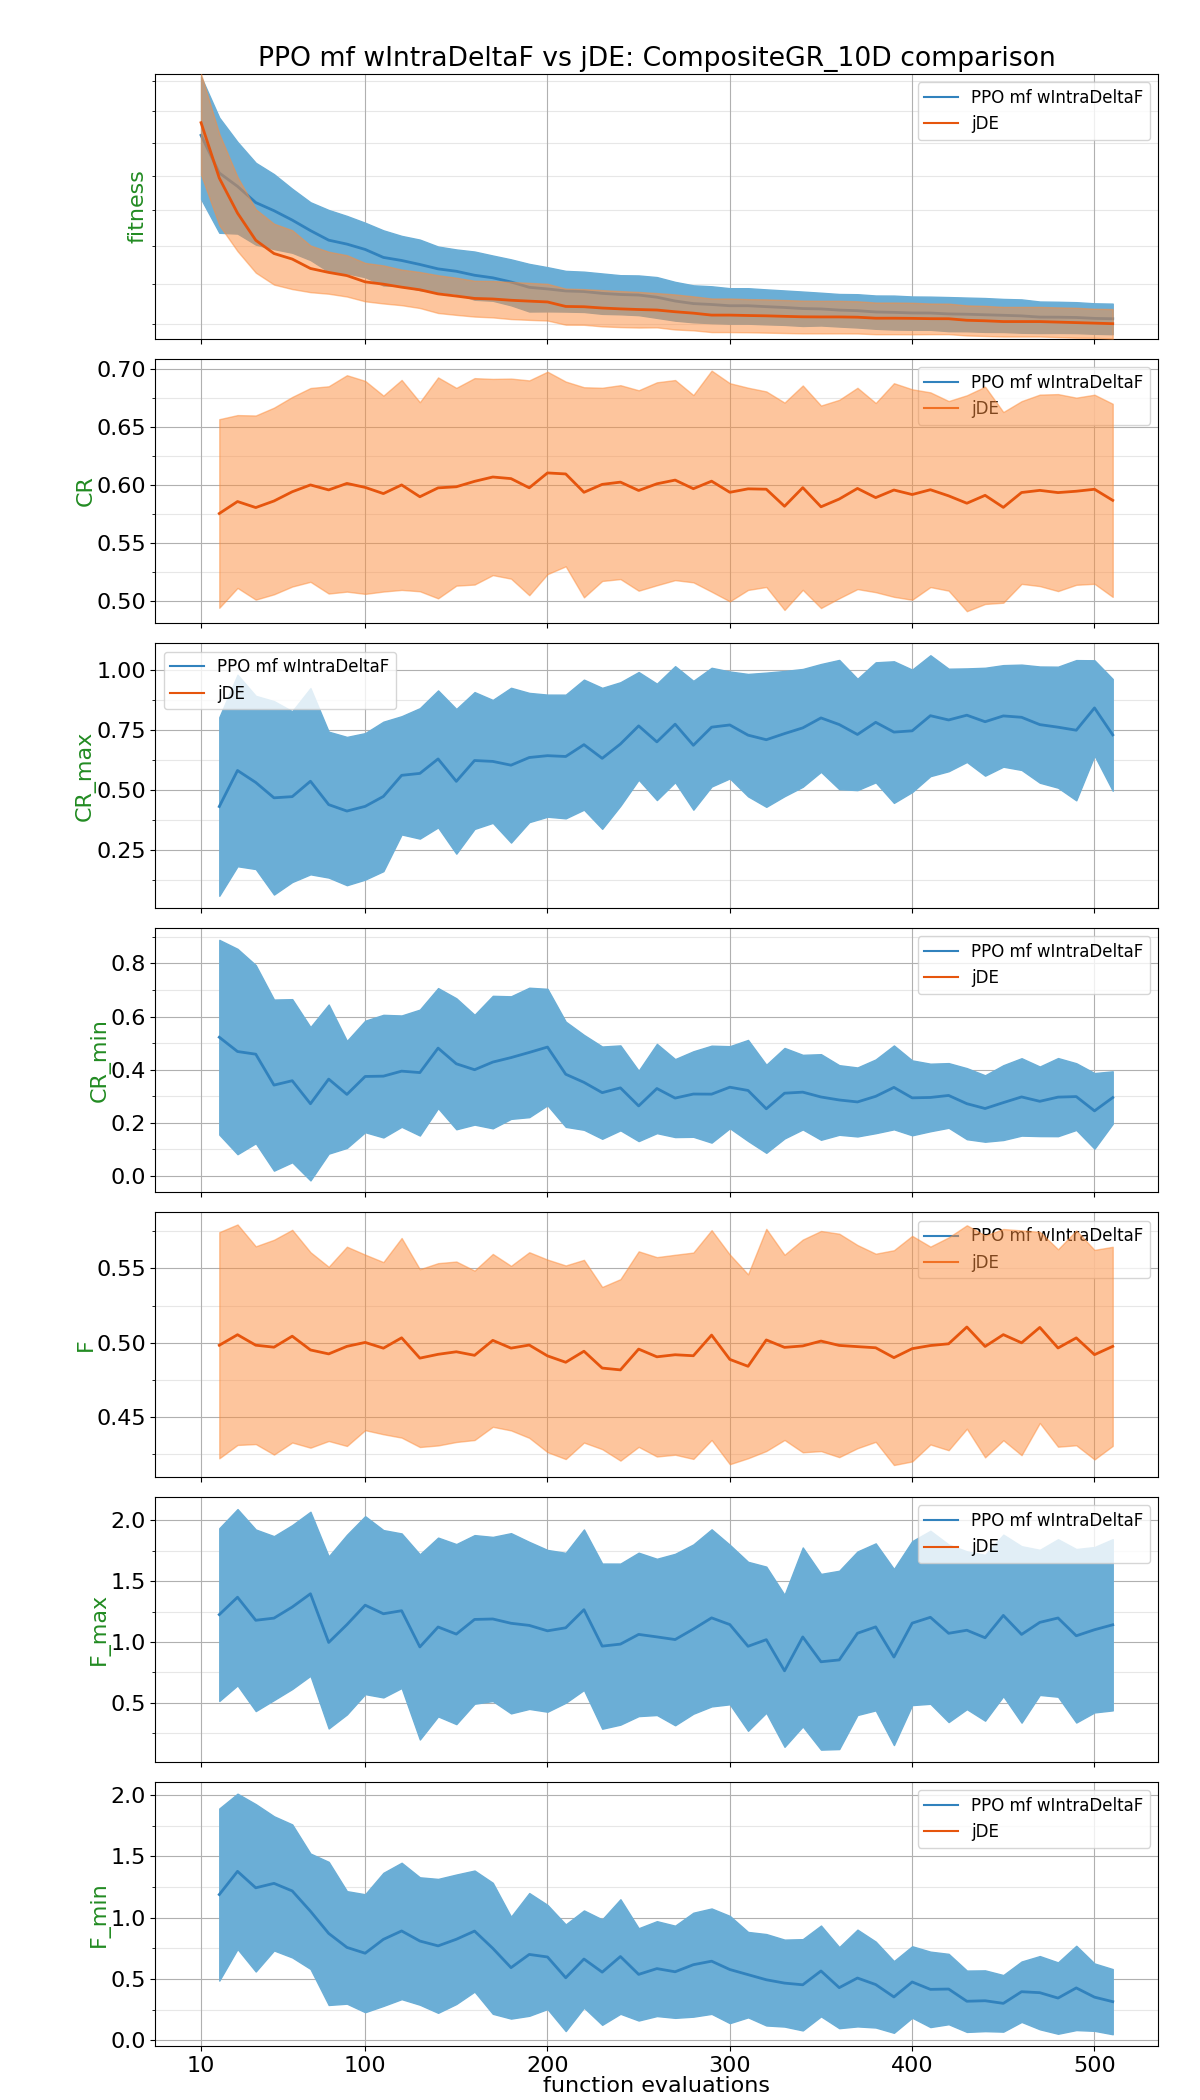 PPO mf wIntraDeltaF vs jDE: CompositeGR_10D comparison
fitness
PPO mf wIntraDeltaF
jDE
CR
0.70
0.65
0.60
0.55
0.50
PPO mf wIntraDeltaF
jDE
CR_max
1.00
0.75
0.50
0.25
PPO mf wIntraDeltaF
jDE
CR_min
0.8
0.6
0.4
0.2
0.0
PPO mf wIntraDeltaF
jDE
F
0.55
0.50
0.45
PPO mf wIntraDeltaF
jDE
F_max
2.0
1.5
1.0
0.5
PPO mf wIntraDeltaF
jDE
F_min
2.0
1.5
1.0
0.5
0.0
PPO mf wIntraDeltaF
jDE
10 100 200 300 400 500
function evaluations